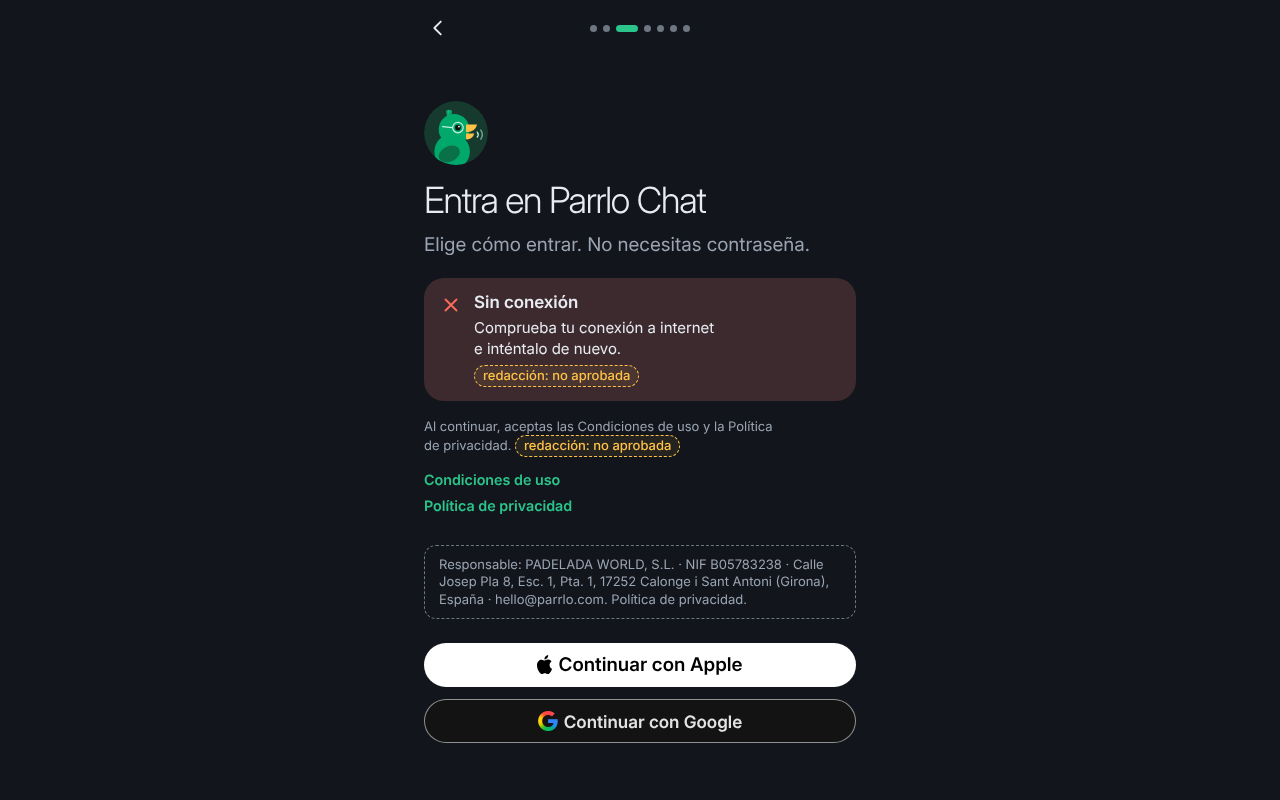 Entra en Parrlo Chat
Elige cómo entrar. No necesitas contraseña.
Sin conexión
Comprueba tu conexión a internet
e inténtalo de nuevo.
redacción: no aprobada
Al continuar, aceptas las Condiciones de uso y la Política
de privacidad. redacción: no aprobada
Condiciones de uso
Política de privacidad
Responsable: PADELADA WORLD, S.L. · NIF B05783238 · Calle
Josep Pla 8, Esc. 1, Pta. 1, 17252 Calonge i Sant Antoni (Girona),
España · hello@parrlo.com. Política de privacidad.
Continuar con Apple
Continuar con Google